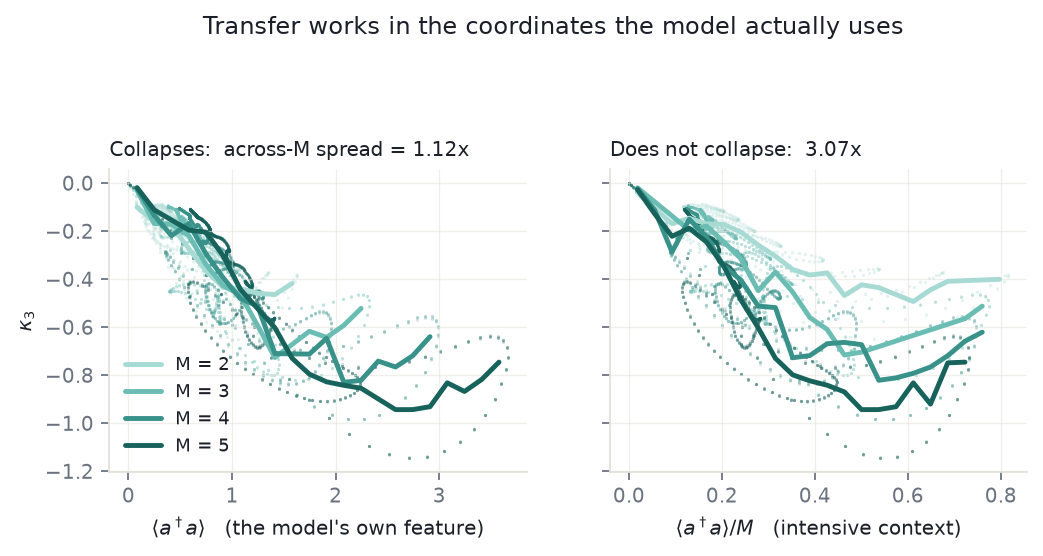 Transfer works in the coordinates the model actually uses
Collapses:  across-M spread = 1.12x
Does not collapse:  3.07x
κ₃
0.0
−0.2
−0.4
−0.6
−0.8
−1.0
−1.2
M = 2
M = 3
M = 4
M = 5
0 1 2 3
0.0 0.2 0.4 0.6 0.8
⟨a†a⟩   (the model's own feature)
⟨a†a⟩/M   (intensive context)